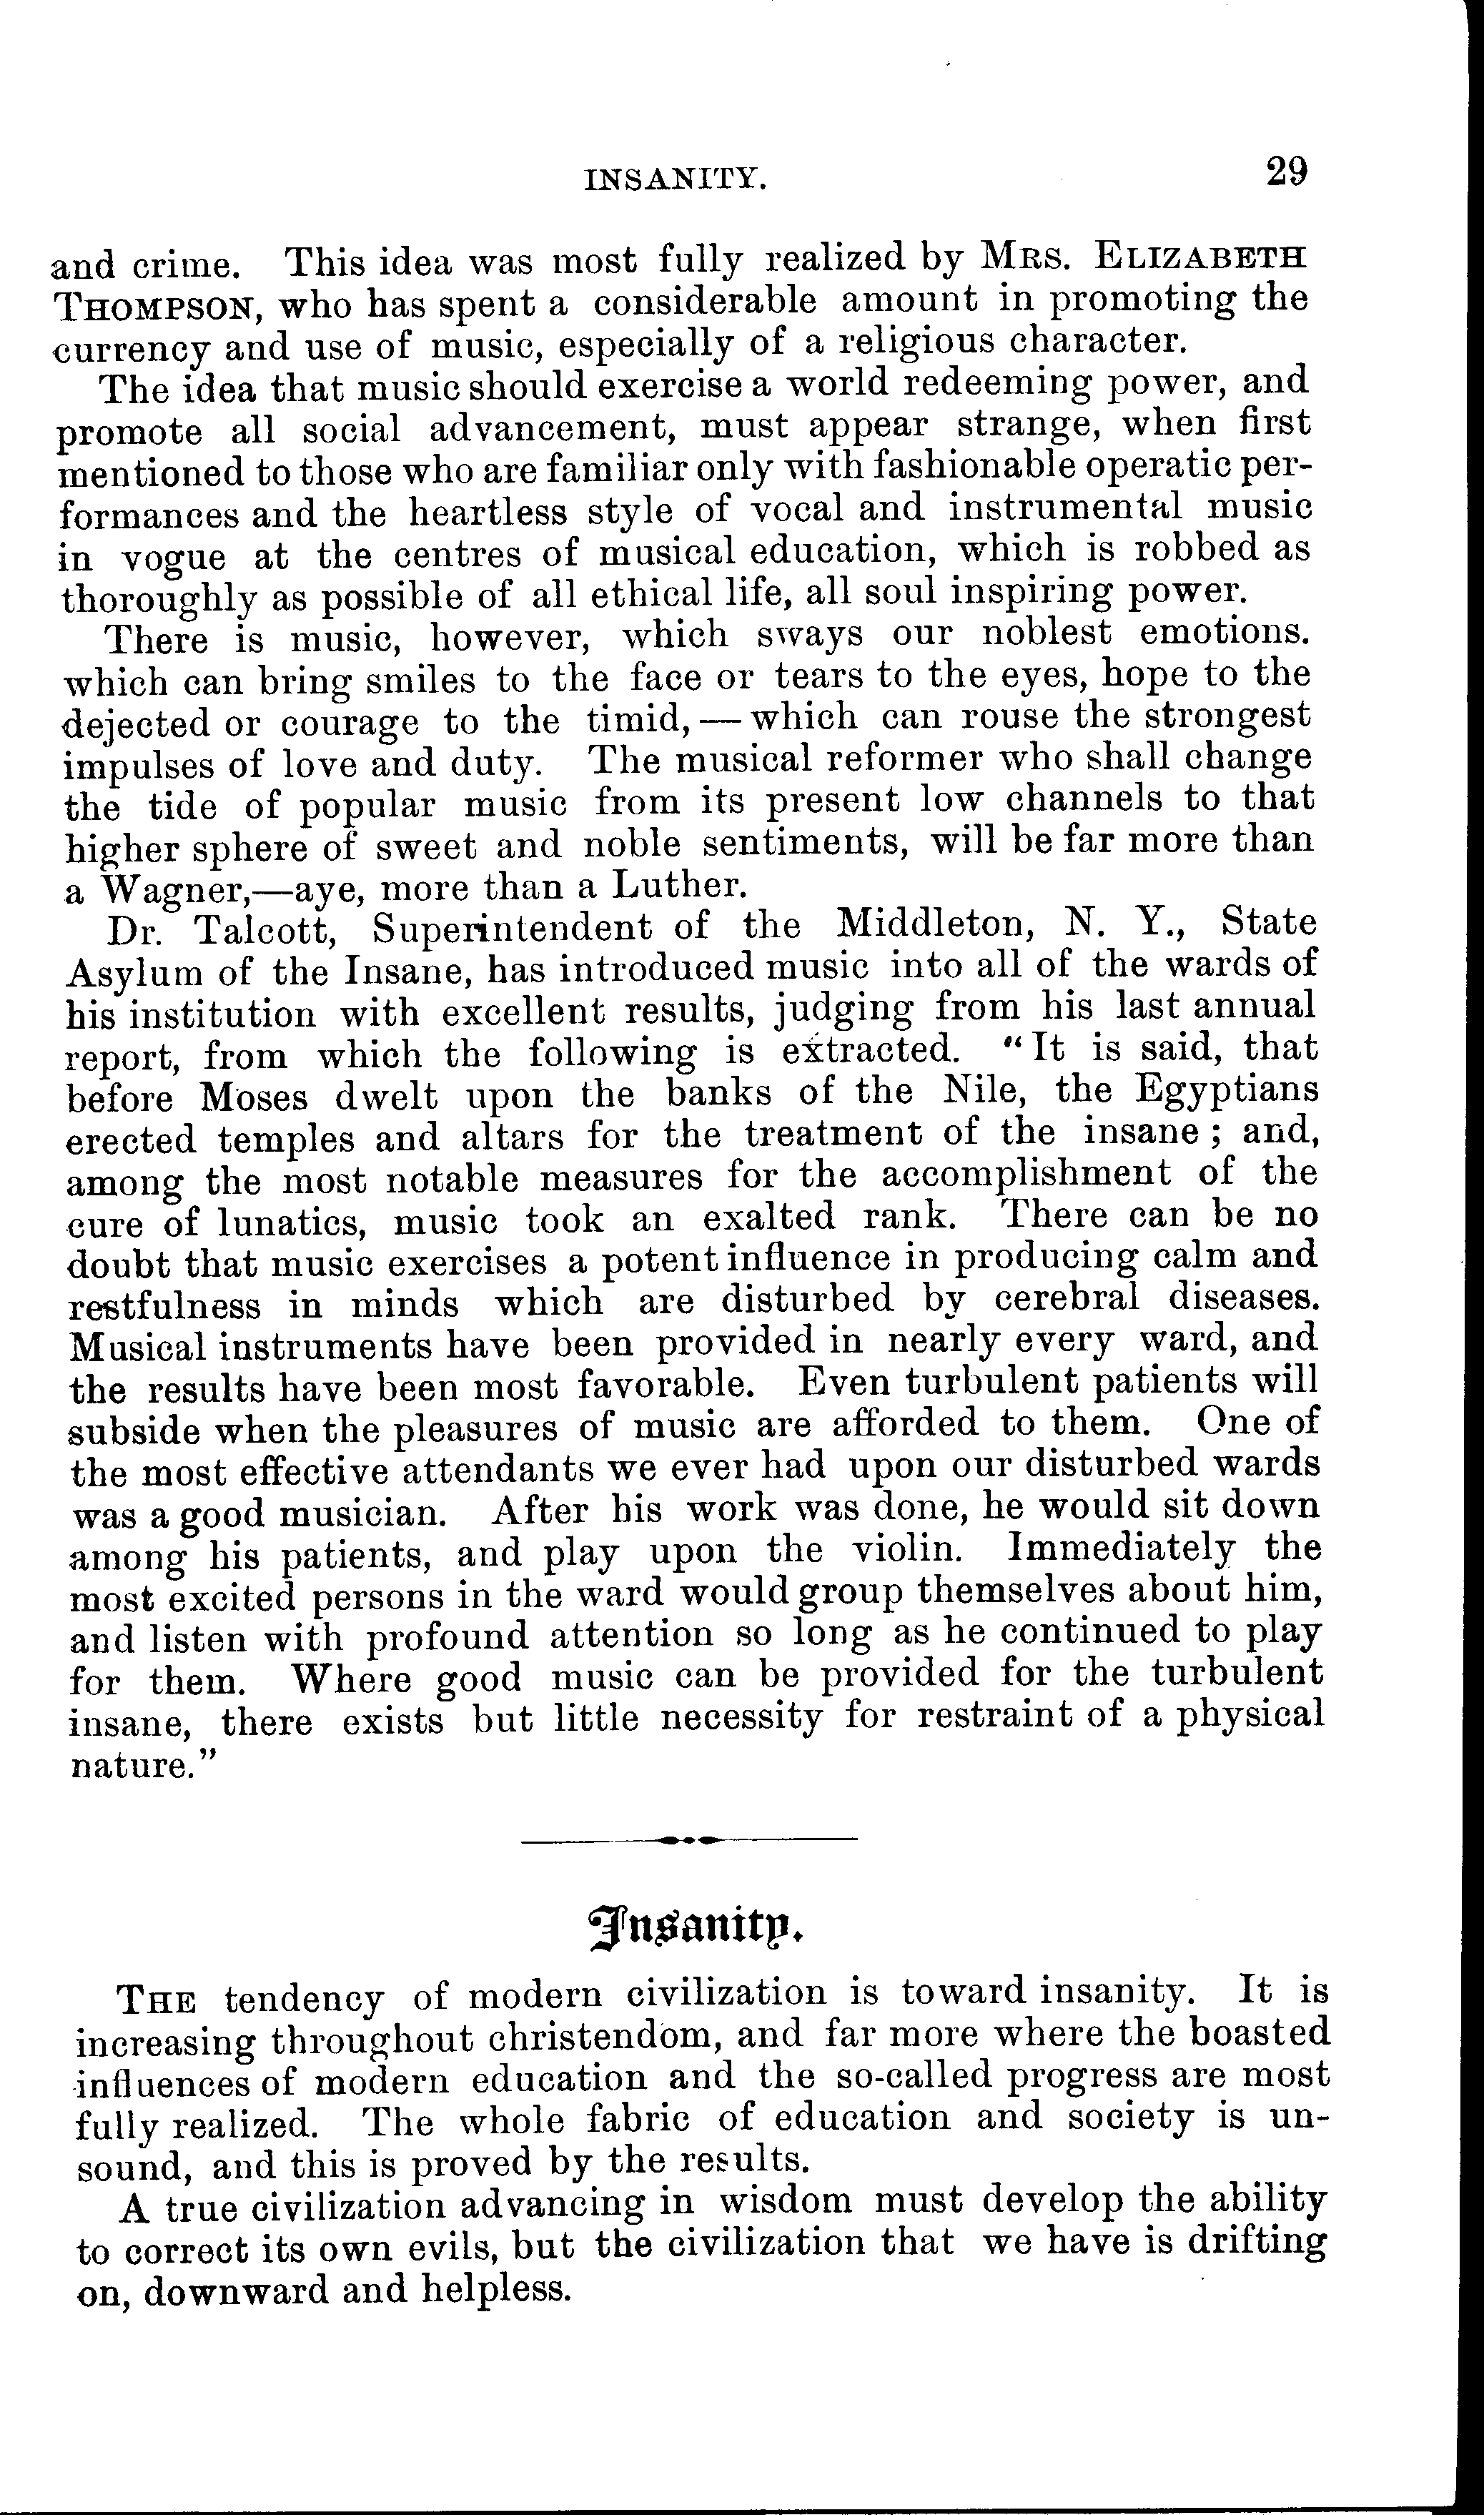 INSANITY. 29
and crime. This idea was most fully realized by MRS. ELIZABETH
THOMPSON, who has spent a considerable amount in promoting the
currency and use of music, especially of a religious character.
The idea that music should exercise a world redeeming power, and
promote all social advancement, must appear strange, when first
mentioned to those who are familiar only with fashionable operatic per-
formances and the heartless style of vocal and instrumental music
in vogue at the centres of musical education, which is robbed as
thoroughly as possible of all ethical life, all soul inspiring power.
There is music, however, which sways our noblest emotions.
which can bring smiles to the face or tears to the eyes, hope to the
dejected or courage to the timid,—which can rouse the strongest
impulses of love and duty. The musical reformer who shall change
the tide of popular music from its present low channels to that
higher sphere of sweet and noble sentiments, will be far more than
a Wagner,—aye, more than a Luther.
Dr. Talcott, Superintendent of the Middleton, N. Y., State
Asylum of the Insane, has introduced music into all of the wards of
his institution with excellent results, judging from his last annual
report, from which the following is extracted. "It is said, that
before Moses dwelt upon the banks of the Nile, the Egyptians
erected temples and altars for the treatment of the insane; and,
among the most notable measures for the accomplishment of the
cure of lunatics, music took an exalted rank. There can be no
doubt that music exercises a potent influence in producing calm and
restfulness in minds which are disturbed by cerebral diseases.
Musical instruments have been provided in nearly every ward, and
the results have been most favorable. Even turbulent patients will
subside when the pleasures of music are afforded to them. One of
the most effective attendants we ever had upon our disturbed wards
was a good musician. After his work was done, he would sit down
among his patients, and play upon the violin. Immediately the
most excited persons in the ward would group themselves about him,
and listen with profound attention so long as he continued to play
for them. Where good music can be provided for the turbulent
insane, there exists but little necessity for restraint of a physical
nature."
Insanity.
THE tendency of modern civilization is toward insanity. It is
increasing throughout christendom, and far more where the boasted
influences of modern education and the so-called progress are most
fully realized. The whole fabric of education and society is un-
sound, and this is proved by the results.
A true civilization advancing in wisdom must develop the ability
to correct its own evils, but the civilization that we have is drifting
on, downward and helpless.